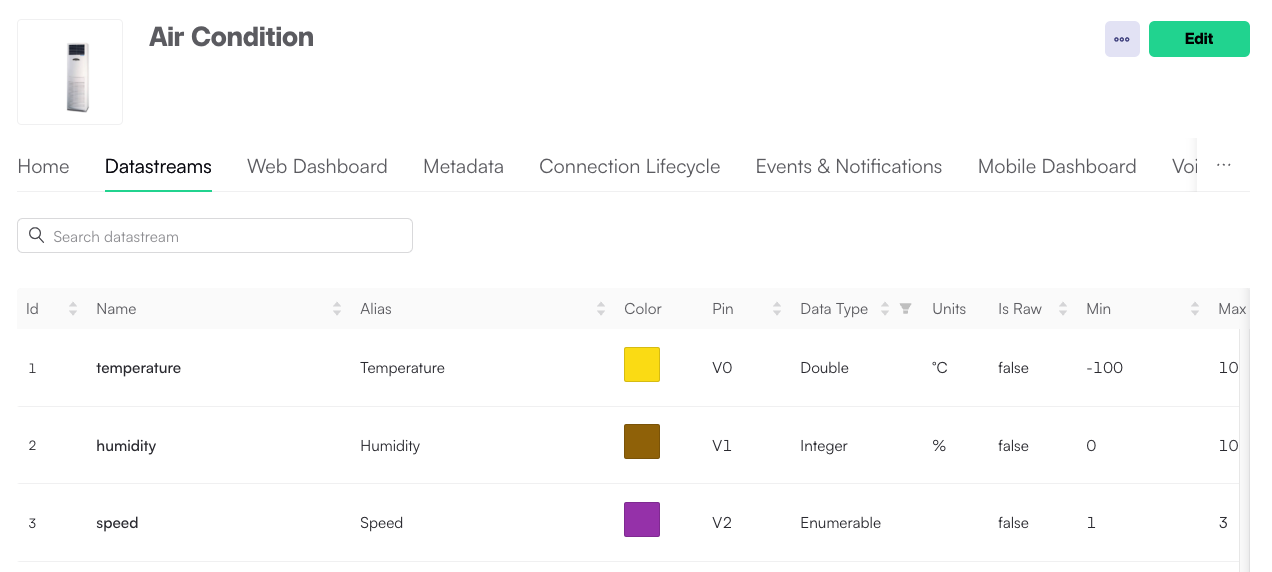 Air Condition
Edit
Home Datastreams Web Dashboard Metadata Connection Lifecycle Events & Notifications Mobile Dashboard Voi ...
Search datastream
Id Name Alias Color Pin Data Type Units Is Raw Min Max
1 temperature Temperature V0 Double °C false -100 10
2 humidity Humidity V1 Integer % false 0 10
3 speed Speed V2 Enumerable false 1 3